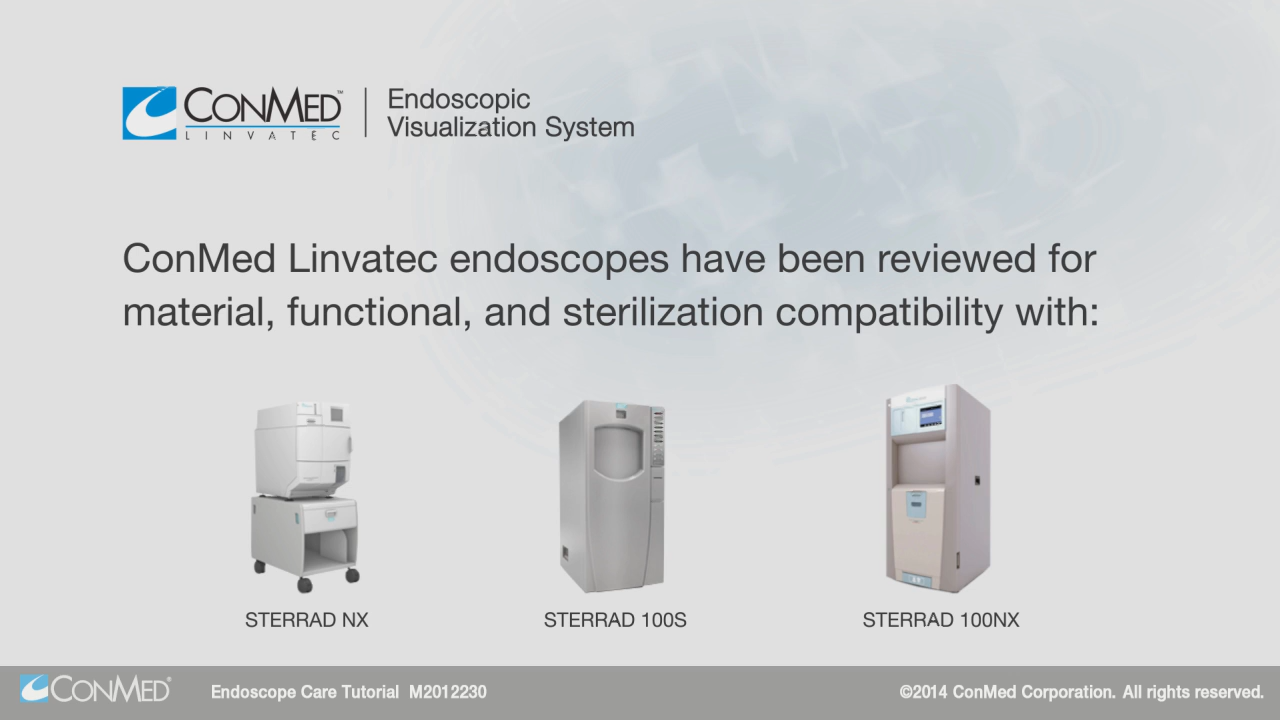 CONMED™
LINVATEC
Endoscopic
Visualization System
ConMed Linvatec endoscopes have been reviewed for
material, functional, and sterilization compatibility with:
STERRAD NX
STERRAD 100S
STERRAD 100NX
CONMED®
Endoscope Care Tutorial M2012230
©2014 ConMed Corporation. All rights reserved.